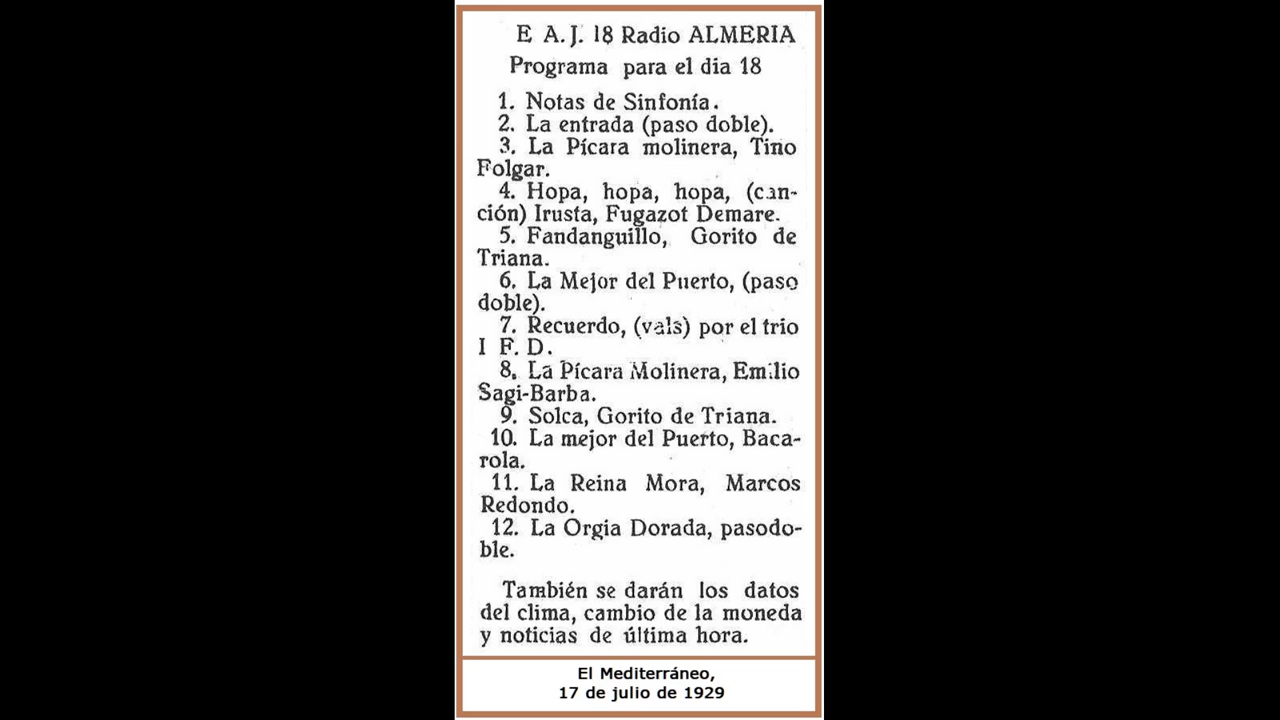 E A. J. 18 Radio ALMERIA
Programa para el dia 18
1. Notas de Sinfonía.
2. La entrada (paso doble).
3. La Pícara molinera, Tino
Folgar.
4. Hopa, hopa, hopa, (can-
ción) Irusta, Fugazot Demare.
5. Fandanguillo, Gorito de
Triana.
6. La Mejor del Puerto, (paso
doble).
7. Recuerdo, (vals) por el trio
I F. D.
8. La Pícara Molinera, Emilio
Sagi-Barba.
9. Solca, Gorito de Triana.
10. La mejor del Puerto, Baca-
rola.
11. La Reina Mora, Marcos
Redondo.
12. La Orgia Dorada, pasodo-
ble.
También se darán los datos
del clima, cambio de la moneda
y noticias de última hora.
El Mediterráneo,
17 de julio de 1929